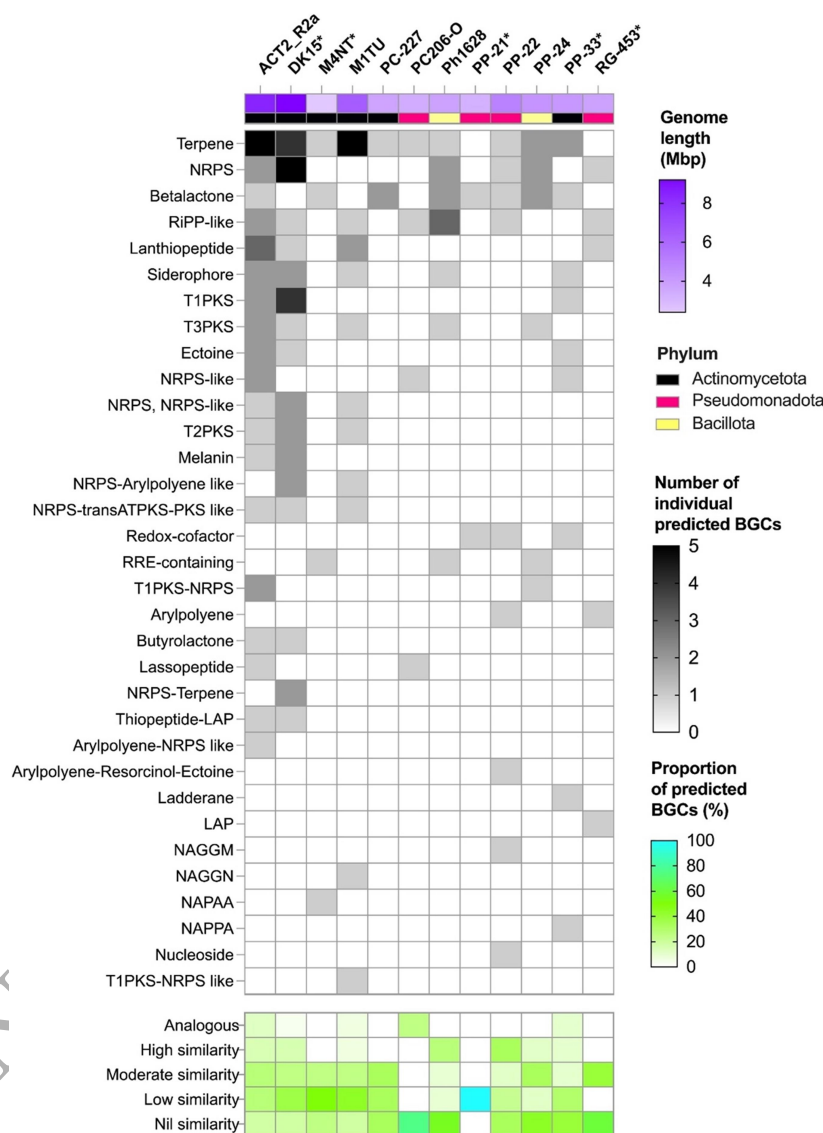 ACT2_R2a
DK15*
M4NT*
M1TU
PC-227
PC206-O
Ph1628
PP-21*
PP-22
PP-24
PP-33*
RG-453*
Terpene
NRPS
Betalactone
RiPP-like
Lanthiopeptide
Siderophore
T1PKS
T3PKS
Ectoine
NRPS-like
NRPS, NRPS-like
T2PKS
Melanin
NRPS-Arylpolyene like
NRPS-transATPKS-PKS like
Redox-cofactor
RRE-containing
T1PKS-NRPS
Arylpolyene
Butyrolactone
Lassopeptide
NRPS-Terpene
Thiopeptide-LAP
Arylpolyene-NRPS like
Arylpolyene-Resorcinol-Ectoine
Ladderane
LAP
NAGGM
NAGGN
NAPAA
NAPPA
Nucleoside
T1PKS-NRPS like
Analogous
High similarity
Moderate similarity
Low similarity
Nil similarity
Genome
length
(Mbp)
8
6
4
Phylum
Actinomycetota
Pseudomonadota
Bacillota
Number of
individual
predicted BGCs
5
4
3
2
1
0
Proportion
of predicted
BGCs (%)
100
80
60
40
20
0